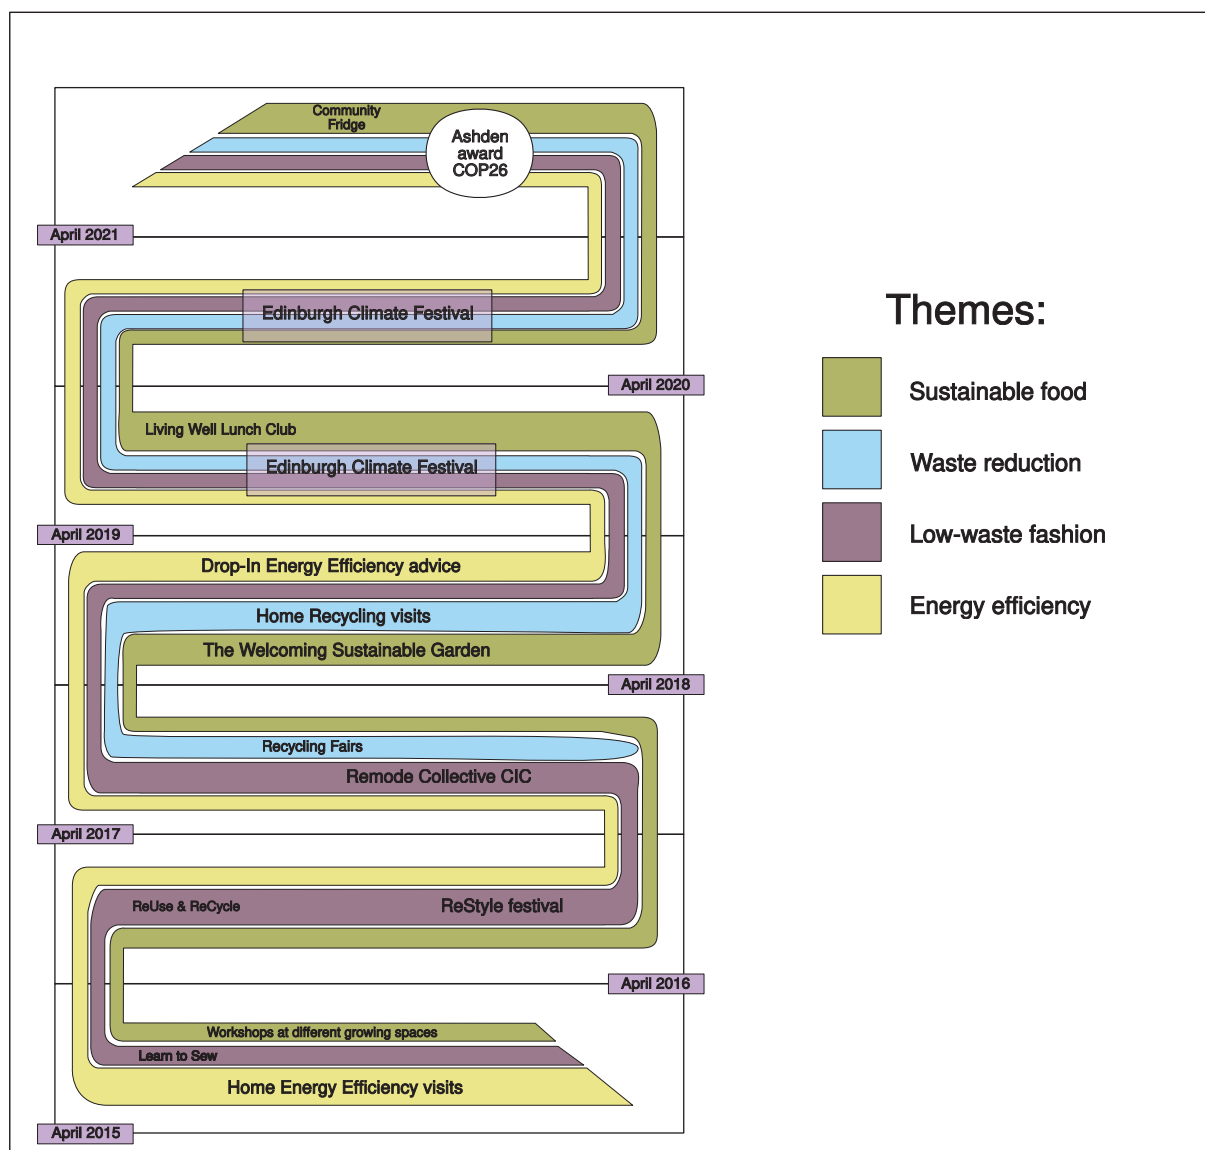 Community
Fridge
Ashden
award
COP26
April 2021
Edinburgh Climate Festival
April 2020
Living Well Lunch Club
Edinburgh Climate Festival
April 2019
Drop-In Energy Efficiency advice
Home Recycling visits
The Welcoming Sustainable Garden
April 2018
Recycling Fairs
Remode Collective CIC
April 2017
ReUse & ReCycle
ReStyle festival
April 2016
Workshops at different growing spaces
Learn to Sew
Home Energy Efficiency visits
April 2015
Themes:
Sustainable food
Waste reduction
Low-waste fashion
Energy efficiency